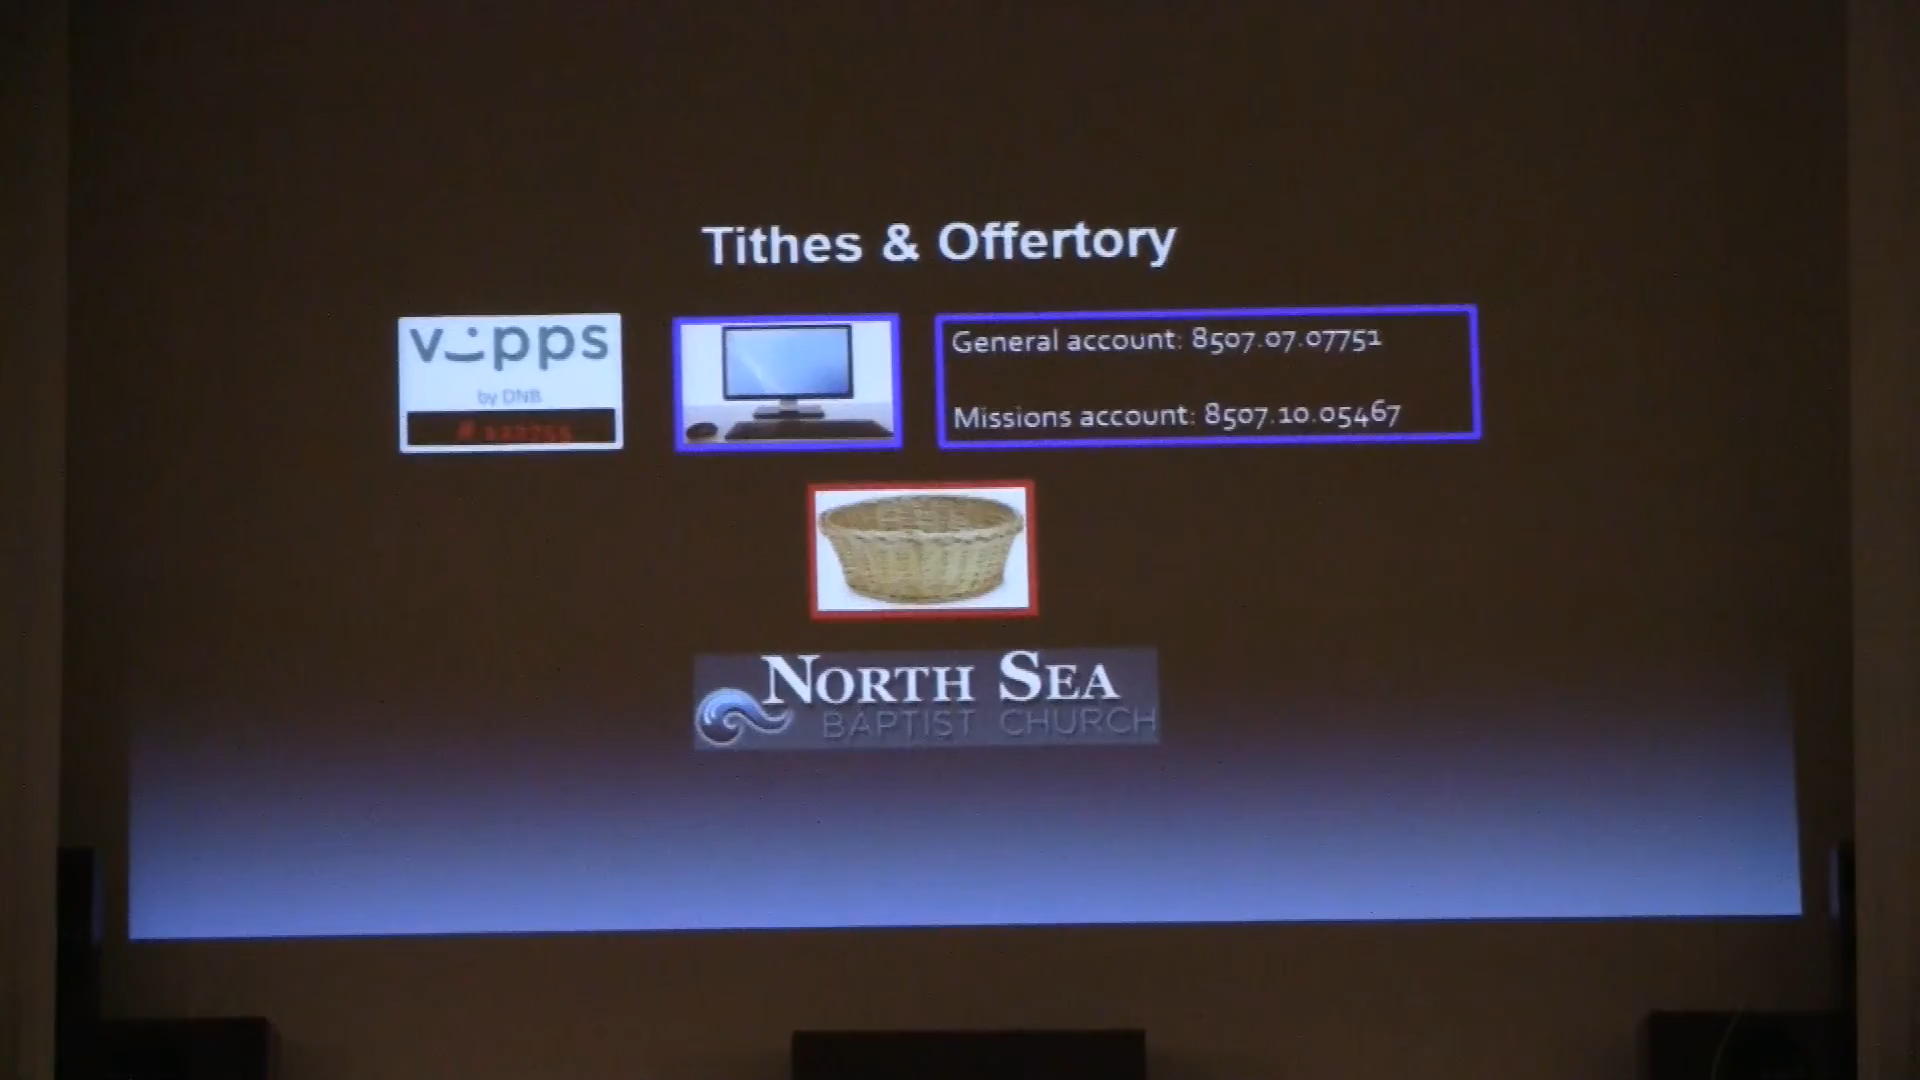 Tithes & Offertory
vipps
by DNB
General account: 8507.07.07751
Missions account: 8507.10.05467
NORTH SEA
BAPTIST CHURCH